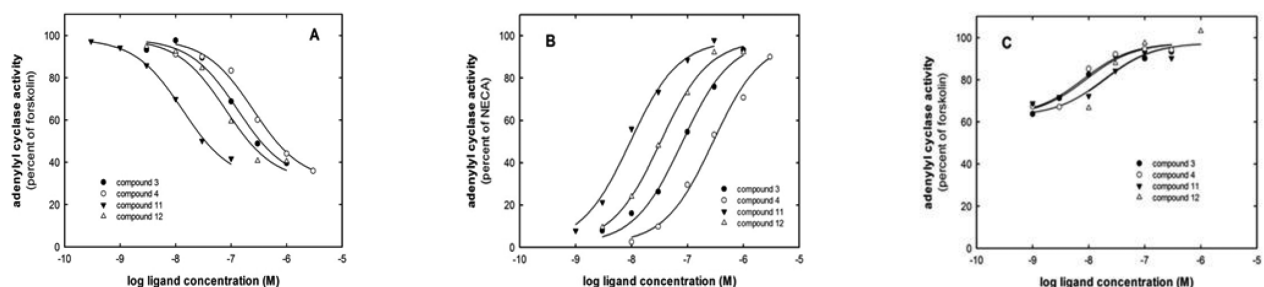 A
adenylyl cyclase activity
(percent of forskolin)
100
80
60
40
20
0
compound 3
compound 4
compound 11
compound 12
-10 -9 -8 -7 -6 -5
log ligand concentration (M)
B
adenylyl cyclase activity
(percent of NECA)
100
80
60
40
20
0
compound 3
compound 4
compound 11
compound 12
-10 -9 -8 -7 -6 -5
log ligand concentration (M)
C
adenylyl cyclase activity
(percent of forskolin)
100
80
60
40
20
0
compound 3
compound 4
compound 11
compound 12
-10 -9 -8 -7 -6 -5
log ligand concentration (M)